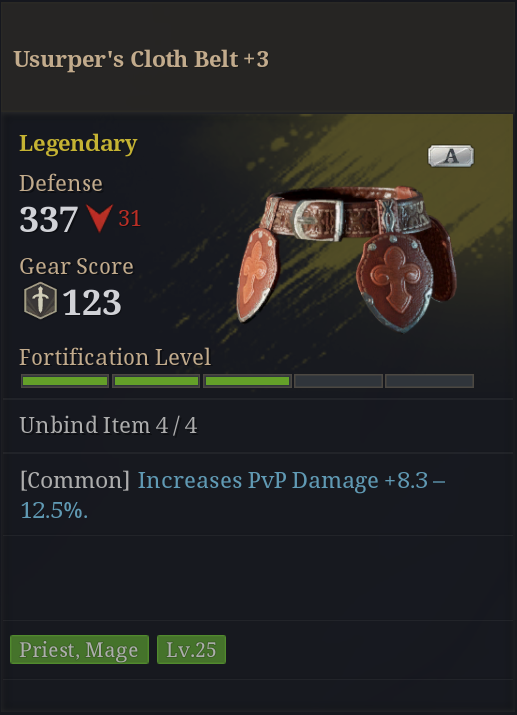 Usurper's Cloth Belt +3
Legendary
A
Defense
337 31
Gear Score
123
Fortification Level
Unbind Item 4 / 4
[Common] Increases PvP Damage +8.3 –
12.5%.
Priest, Mage Lv.25